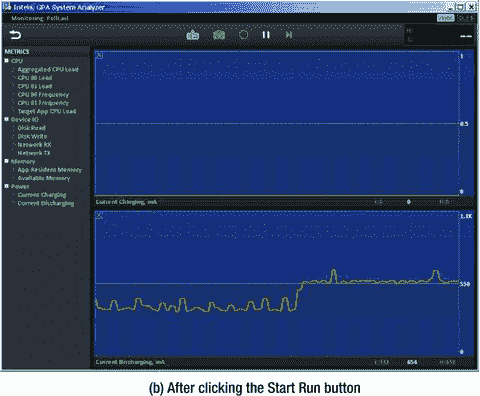 Intel® GPA System Analyzer
Monitoring: PollLaxl
METRICS
CPU
Aggregated CPU Load
CPU 00 Load
CPU 01 Load
CPU 00 Frequency
CPU 01 Frequency
Target App CPU Load
Device IO
Disk Read
Disk Write
Network RX
Network TX
Memory
App Resident Memory
Available Memory
Power
Current Charging
Current Discharging
1
0.5
0
Current Charging, mA
0
1.1K
550
0
Current Discharging, mA
654
(b) After clicking the Start Run button